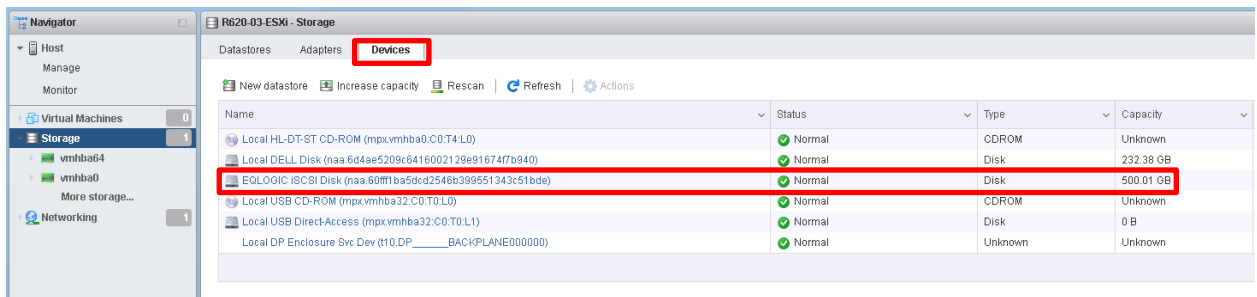 Navigator
Host
Manage
Monitor
Virtual Machines 0
Storage 1
vmhba64
vmhba0
More storage...
Networking 1
R620-03-ESXi - Storage
Datastores Adapters Devices
New datastore Increase capacity Rescan Refresh Actions
Name Status Type Capacity
Local HL-DT-ST CD-ROM (mpx.vmhba0:C0:T4:L0) Normal CDROM Unknown
Local DELL Disk (naa.6d4ae5209c6416002129e91674f7b940) Normal Disk 232.38 GB
EQLOGIC iSCSI Disk (naa.60fff1ba5dcd2546b399551343c51bde) Normal Disk 500.01 GB
Local USB CD-ROM (mpx.vmhba32:C0:T0:L0) Normal CDROM Unknown
Local USB Direct-Access (mpx.vmhba32:C0:T0:L1) Normal Disk 0 B
Local DP Enclosure Svc Dev (t10.DP______BACKPLANE000000) Normal Unknown Unknown